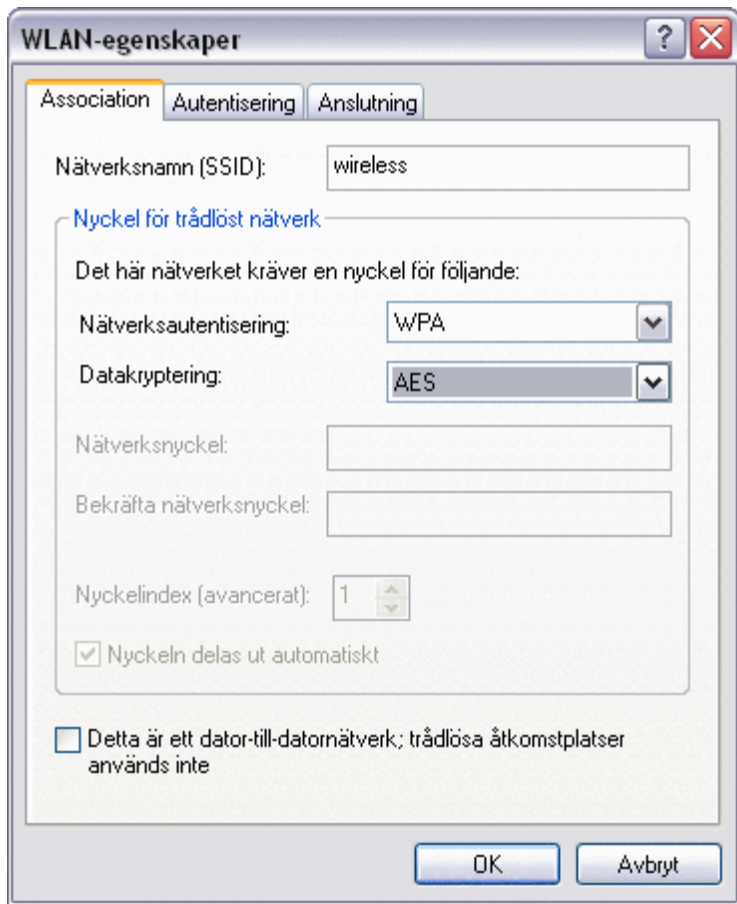 WLAN-egenskaper
Association
Autentisering
Anslutning
Nätverksnamn (SSID):
wireless
Nyckel för trådlöst nätverk
Det här nätverket kräver en nyckel för följande:
Nätverksautentisering:
WPA
Datakryptering:
AES
Nätverksnyckel:
Bekräfta nätverksnyckel:
Nyckelindex (avancerat):
1
Nyckeln delas ut automatiskt
Detta är ett dator-till-datornätverk; trådlösa åtkomstplatser
används inte
OK
Avbryt